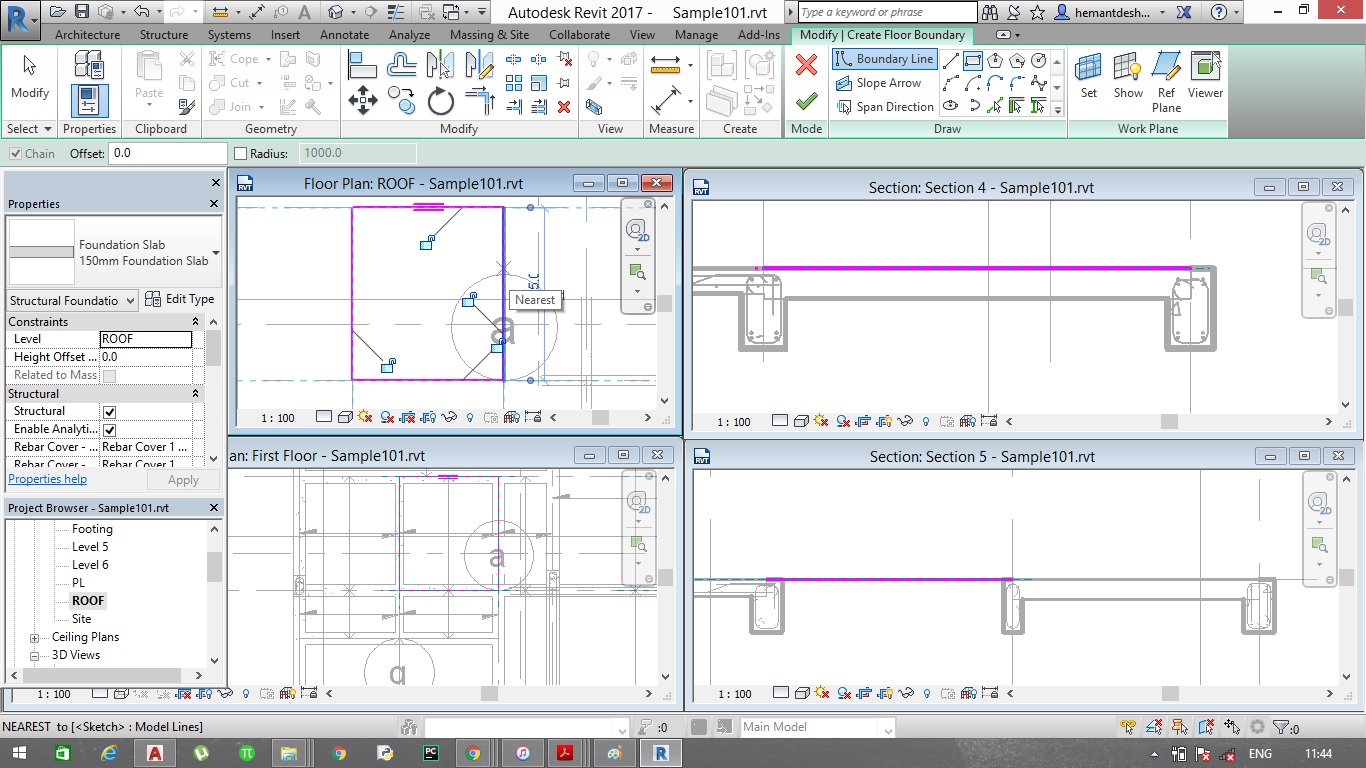 Autodesk Revit 2017 - Sample101.rvt
Type a keyword or phrase
hemantdesh...
Architecture Structure Systems Insert Annotate Analyze Massing & Site Collaborate View Manage Add-Ins Modify | Create Floor Boundary
Modify
Paste
Cope
Cut
Join
Boundary Line
Slope Arrow
Span Direction
Set Show Ref Plane Viewer
Select Properties Clipboard Geometry Modify View Measure Create Mode Draw Work Plane
Chain Offset: 0.0 Radius: 1000.0
Properties
Foundation Slab
150mm Foundation Slab
Structural Foundatio
Edit Type
Constraints
Level ROOF
Height Offset ... 0.0
Related to Mass
Structural
Structural
Enable Analyti...
Rebar Cover - ... Rebar Cover 1 ...
Rebar Cover - Rebar Cover 1
Properties help Apply
Project Browser - Sample101.rvt
Footing
Level 5
Level 6
PL
ROOF
Site
Ceiling Plans
3D Views
Floor Plan: ROOF - Sample101.rvt
2D
a
Nearest
1 : 100
Section: Section 4 - Sample101.rvt
2D
1 : 100
an: First Floor - Sample101.rvt
2D
a
1 : 100
Section: Section 5 - Sample101.rvt
2D
1 : 100
NEAREST to [<Sketch> : Model Lines]
:0
Main Model
:0
ENG 11:44